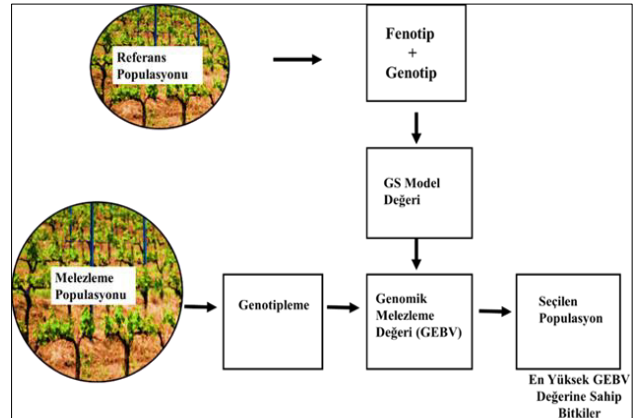 Referans
Populasyonu
Fenotip
+
Genotip
GS Model
Değeri
Melezleme
Populasyonu
Genotipleme
Genomik
Melezleme
Değeri (GEBV)
Seçilen
Populasyon
En Yüksek GEBV
Değerine Sahip
Bitkiler